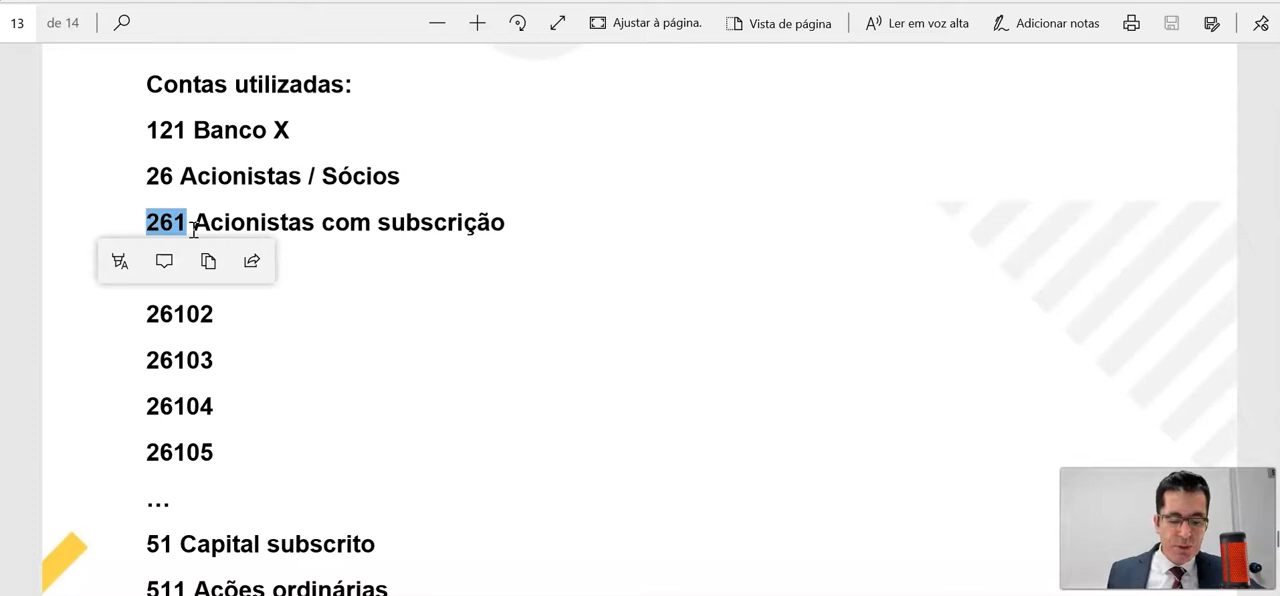 13 de 14 Ajustar à página. Vista de página Ler em voz alta Adicionar notas
Contas utilizadas:
121 Banco X
26 Acionistas / Sócios
261 Acionistas com subscrição
26102
26103
26104
26105
...
51 Capital subscrito
511 Ações ordinárias